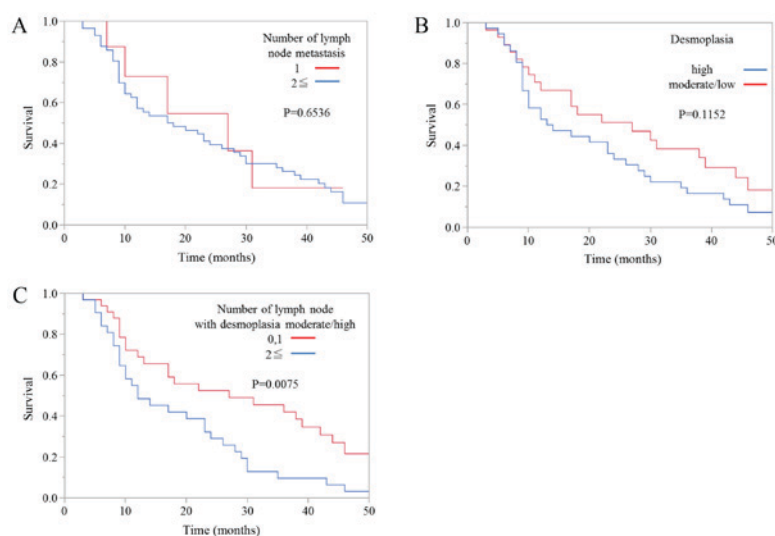 A
Number of lymph
node metastasis
1
2≦
P=0.6536
Survival
1.0
0.8
0.6
0.4
0.2
0.0
0 10 20 30 40 50
Time (months)
B
Desmoplasia
high
moderate/low
P=0.1152
Survival
1.0
0.8
0.6
0.4
0.2
0.0
0 10 20 30 40 50
Time (months)
C
Number of lymph node
with desmoplasia moderate/high
0,1
2≦
P=0.0075
Survival
1.0
0.8
0.6
0.4
0.2
0.0
0 10 20 30 40 50
Time (months)